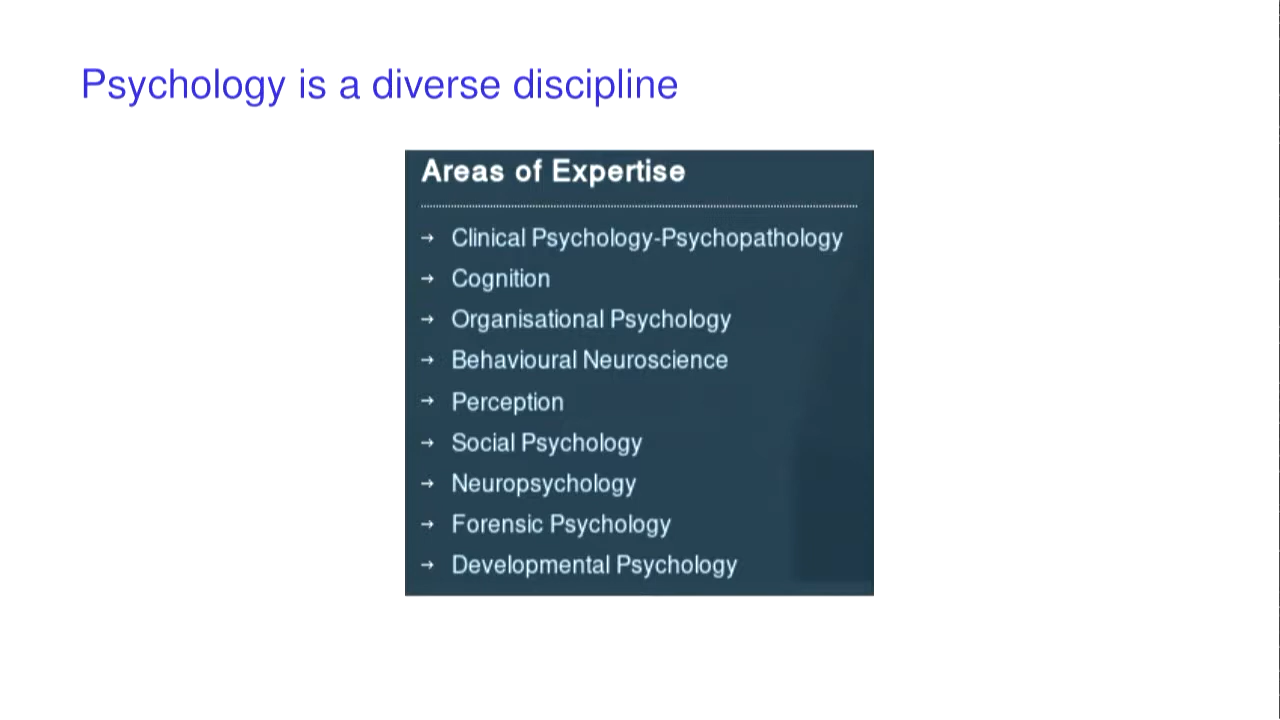 Psychology is a diverse discipline
Areas of Expertise
→ Clinical Psychology-Psychopathology
→ Cognition
→ Organisational Psychology
→ Behavioural Neuroscience
→ Perception
→ Social Psychology
→ Neuropsychology
→ Forensic Psychology
→ Developmental Psychology